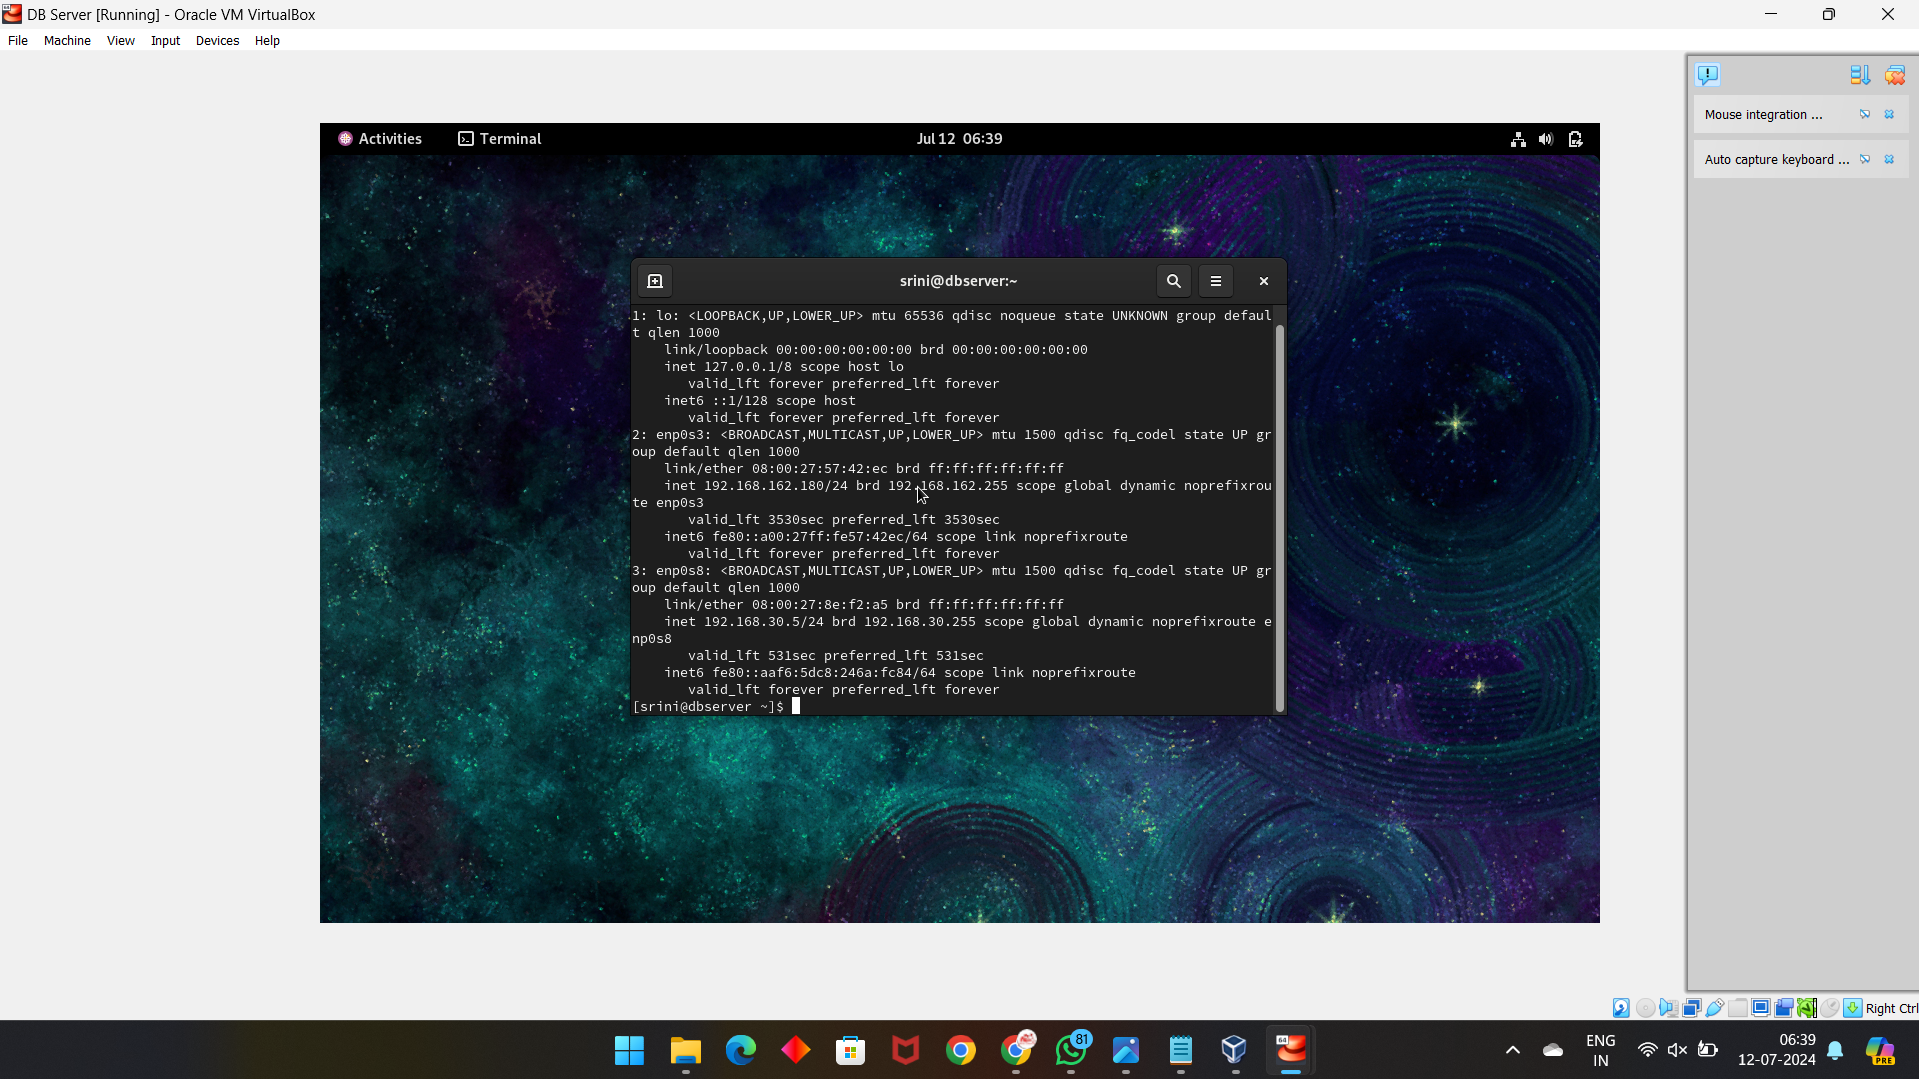 DB Server [Running] - Oracle VM VirtualBox
File Machine View Input Devices Help
Mouse integration ...
Auto capture keyboard ...
Activities Terminal Jul 12 06:39
srini@dbserver:~
1: lo: <LOOPBACK,UP,LOWER_UP> mtu 65536 qdisc noqueue state UNKNOWN group defaul
t qlen 1000
link/loopback 00:00:00:00:00:00 brd 00:00:00:00:00:00
inet 127.0.0.1/8 scope host lo
valid_lft forever preferred_lft forever
inet6 ::1/128 scope host
valid_lft forever preferred_lft forever
2: enp0s3: <BROADCAST,MULTICAST,UP,LOWER_UP> mtu 1500 qdisc fq_codel state UP gr
oup default qlen 1000
link/ether 08:00:27:57:42:ec brd ff:ff:ff:ff:ff:ff
inet 192.168.162.180/24 brd 192.168.162.255 scope global dynamic noprefixrou
te enp0s3
valid_lft 3530sec preferred_lft 3530sec
inet6 fe80::a00:27ff:fe57:42ec/64 scope link noprefixroute
valid_lft forever preferred_lft forever
3: enp0s8: <BROADCAST,MULTICAST,UP,LOWER_UP> mtu 1500 qdisc fq_codel state UP gr
oup default qlen 1000
link/ether 08:00:27:8e:f2:a5 brd ff:ff:ff:ff:ff:ff
inet 192.168.30.5/24 brd 192.168.30.255 scope global dynamic noprefixroute e
np0s8
valid_lft 531sec preferred_lft 531sec
inet6 fe80::aaf6:5dc8:246a:fc84/64 scope link noprefixroute
valid_lft forever preferred_lft forever
[srini@dbserver ~]$
Right Ctrl
81
64
ENG
IN
06:39
12-07-2024
PRE